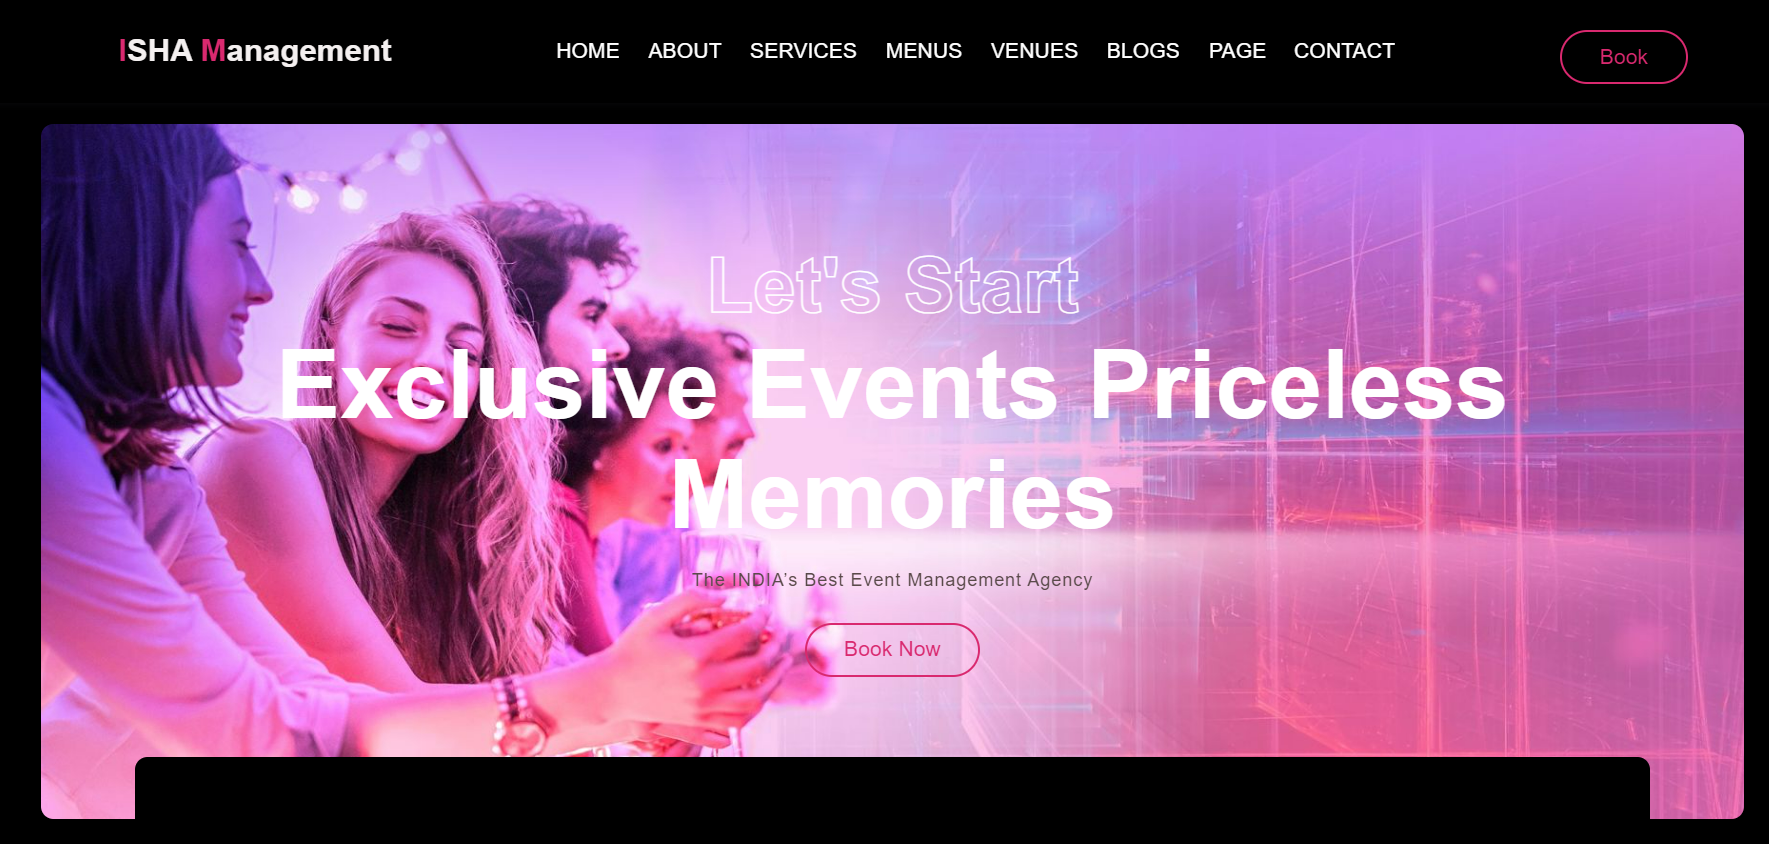 ISHA Management
HOME ABOUT SERVICES MENUS VENUES BLOGS PAGE CONTACT
Book
Let's Start
Exclusive Events Priceless
Memories
The INDIA’s Best Event Management Agency
Book Now